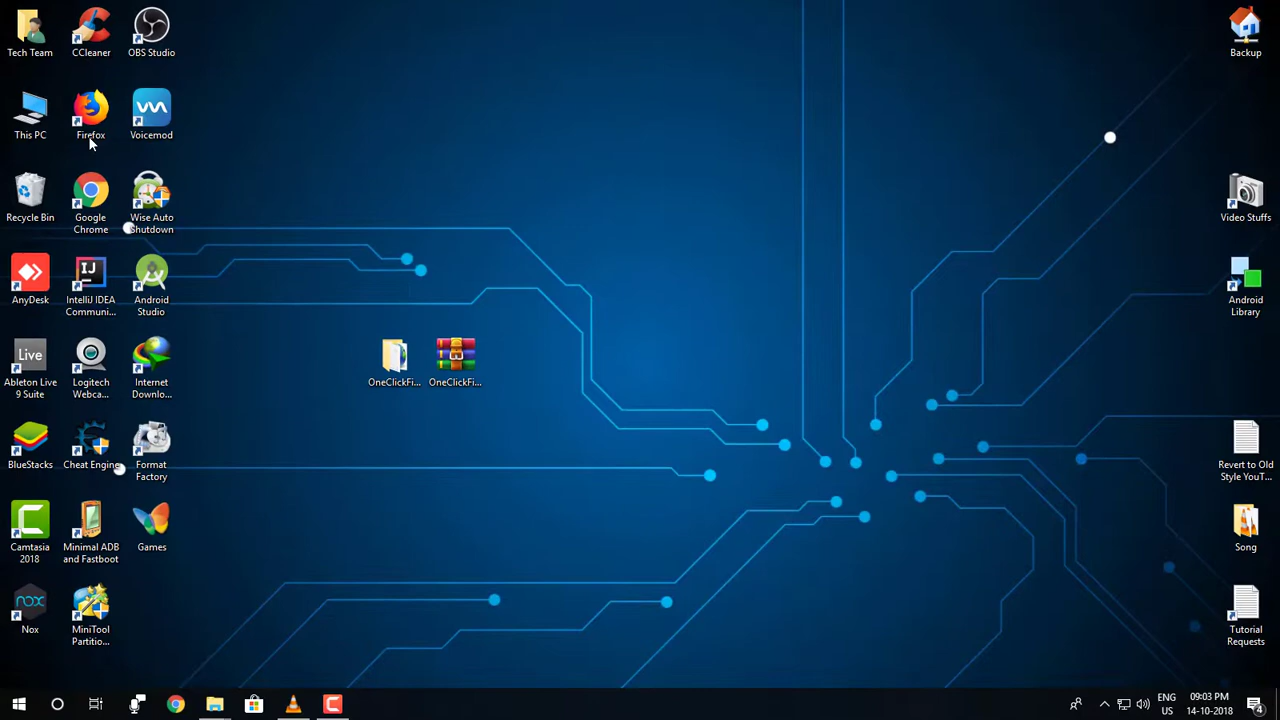 Tech Team
CCleaner
OBS Studio
Backup
This PC
Firefox
Voicemod
Recycle Bin
Google
Chrome
Wise Auto
Shutdown
Video Stuffs
AnyDesk
IntelliJ IDEA
Communi...
Android
Studio
Android
Library
Live
Ableton Live
9 Suite
Logitech
Webca...
Internet
Downlo...
OneClickFi...
OneClickFi...
BlueStacks
Cheat Engine
Format
Factory
Revert to Old
Style YouT...
Camtasia
2018
Minimal ADB
and Fastboot
Games
Song
nox
Nox
MiniTool
Partitio...
Tutorial
Requests
ENG
US
09:03 PM
14-10-2018
4